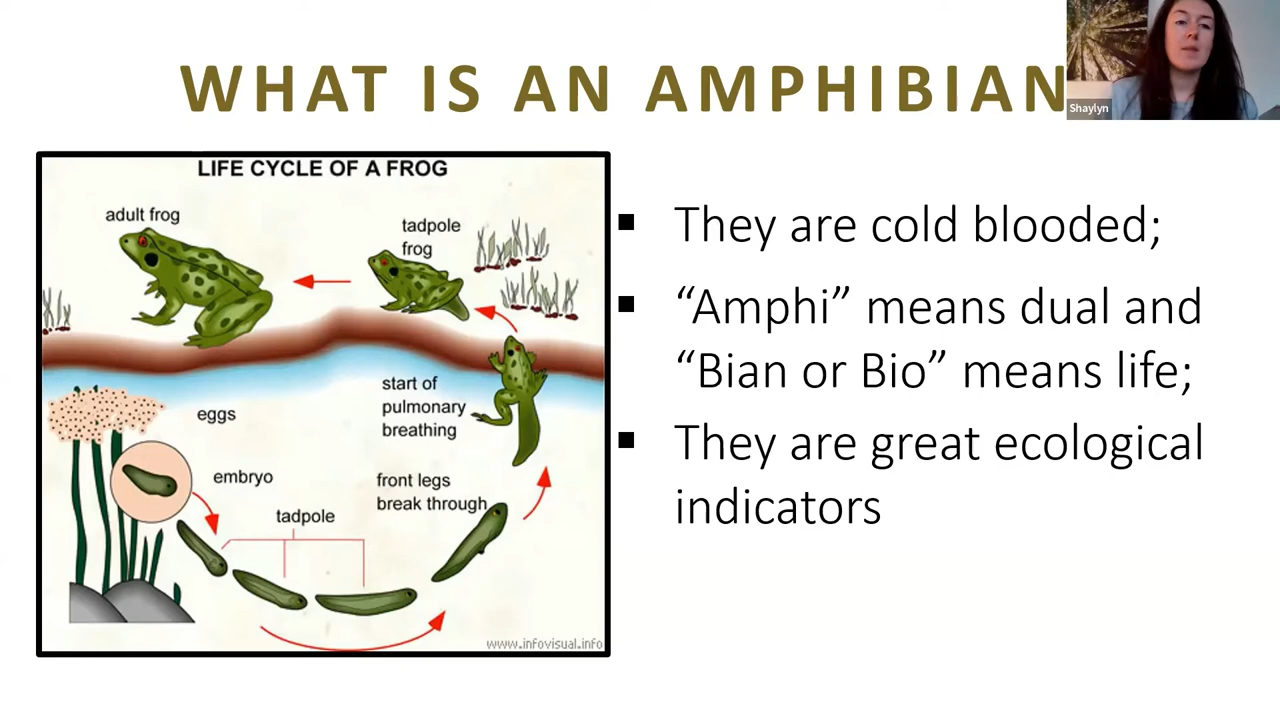 WHAT IS AN AMPHIBIAN
Shaylyn
LIFE CYCLE OF A FROG
adult frog
tadpole
frog
start of
pulmonary
breathing
eggs
embryo
tadpole
front legs
break through
www.infovisual.info
▪ They are cold blooded;
▪ “Amphi” means dual and
“Bian or Bio” means life;
▪ They are great ecological
indicators